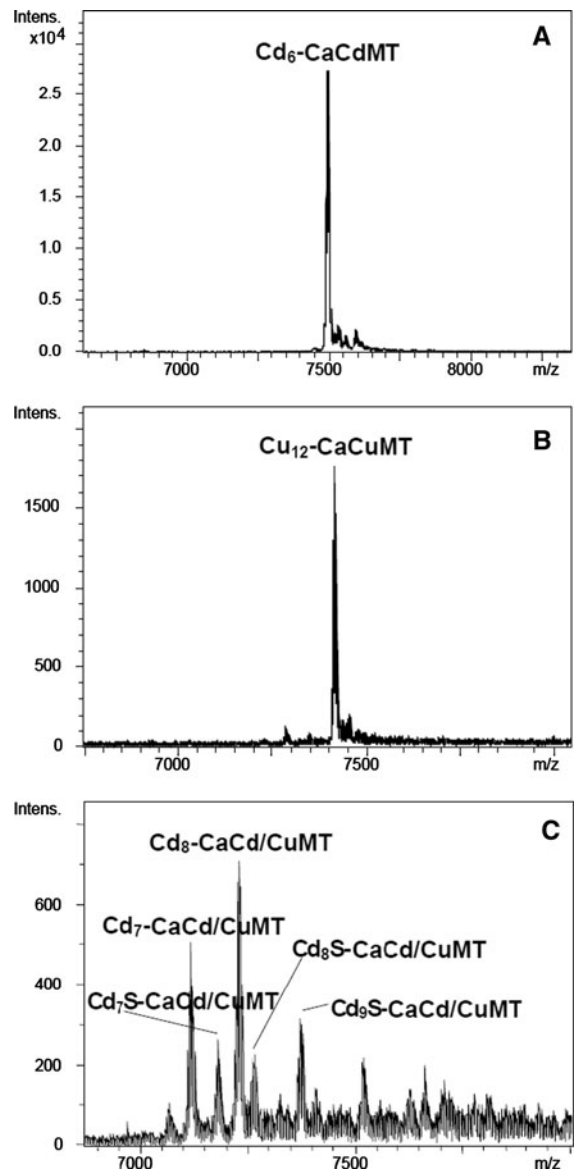 Intens.
x10⁴
A
Cd₆-CaCdMT
2.5
2.0
1.5
1.0
0.5
0.0
7000 7500 8000 m/z
Intens.
B
Cu₁₂-CaCuMT
1500
1000
500
0
7000 7500 m/z
Intens.
C
Cd₈-CaCd/CuMT
600
Cd₇-CaCd/CuMT
Cd₈S-CaCd/CuMT
Cd₇S-CaCd/CuMT
Cd₉S-CaCd/CuMT
400
200
0
7000 7500 m/z